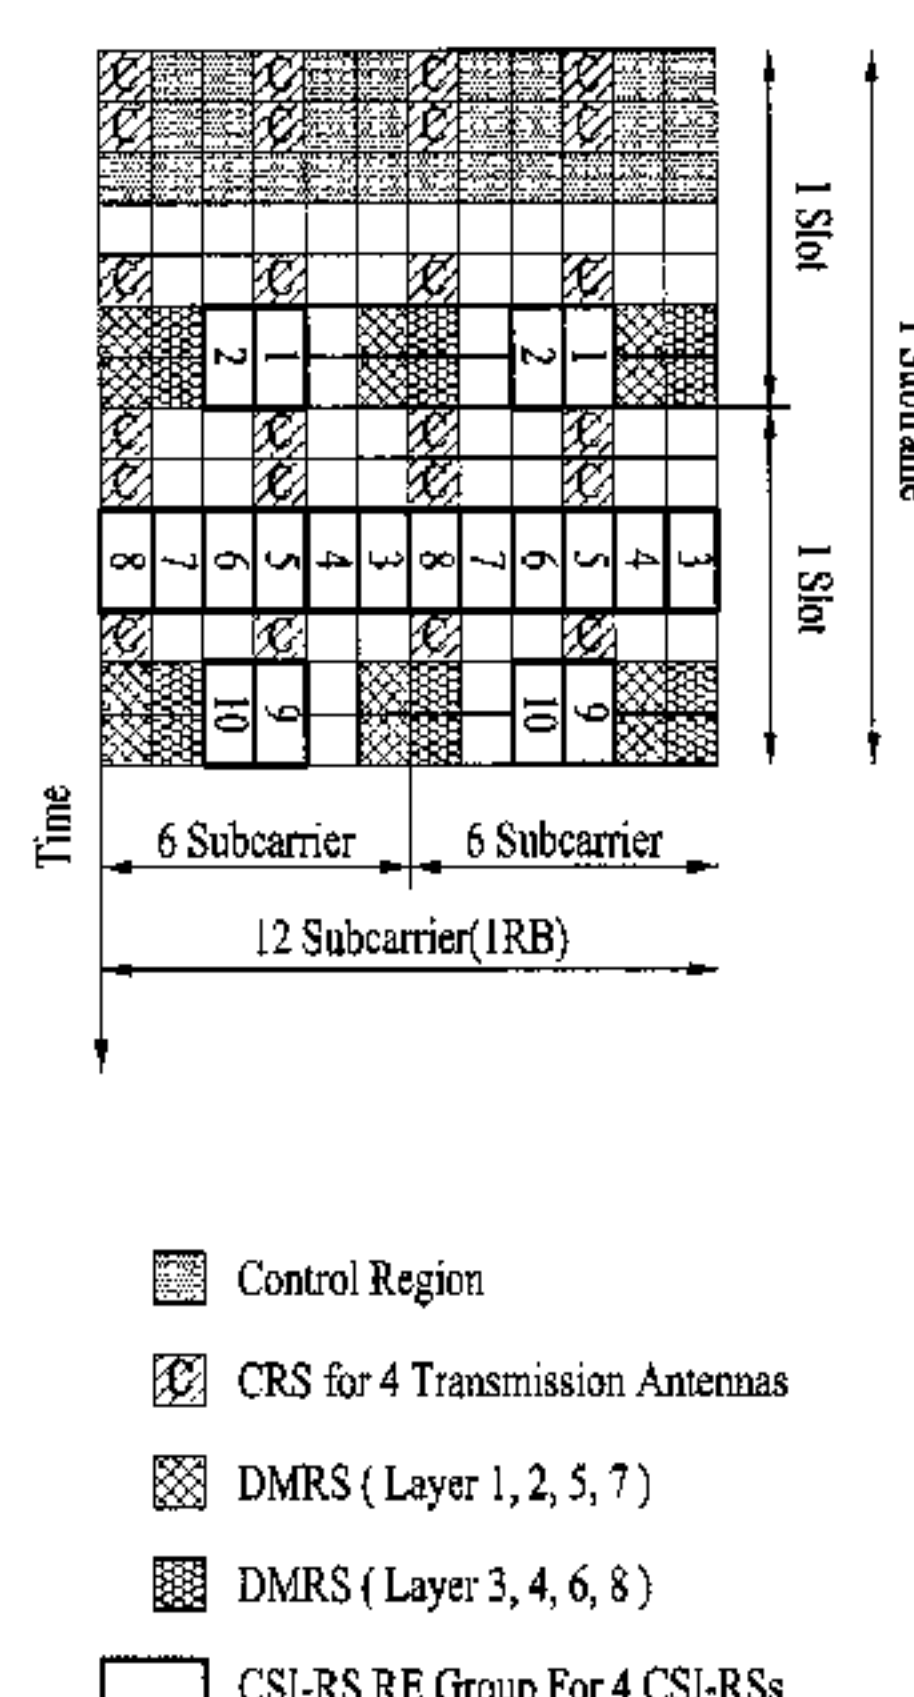 C C C C
C C C C
1 Slot
C C C C
2 1 2 1
1 Subframe
C C C C
C C C C
8 7 6 5 4 3 8 7 6 5 4 3
1 Slot
C C C C
10 9 10 9
Time
6 Subcarrier 6 Subcarrier
12 Subcarrier(1RB)
Control Region
C CRS for 4 Transmission Antennas
DMRS ( Layer 1, 2, 5, 7 )
DMRS ( Layer 3, 4, 6, 8 )
CSI-RS RE Group For 4 CSI-RSs